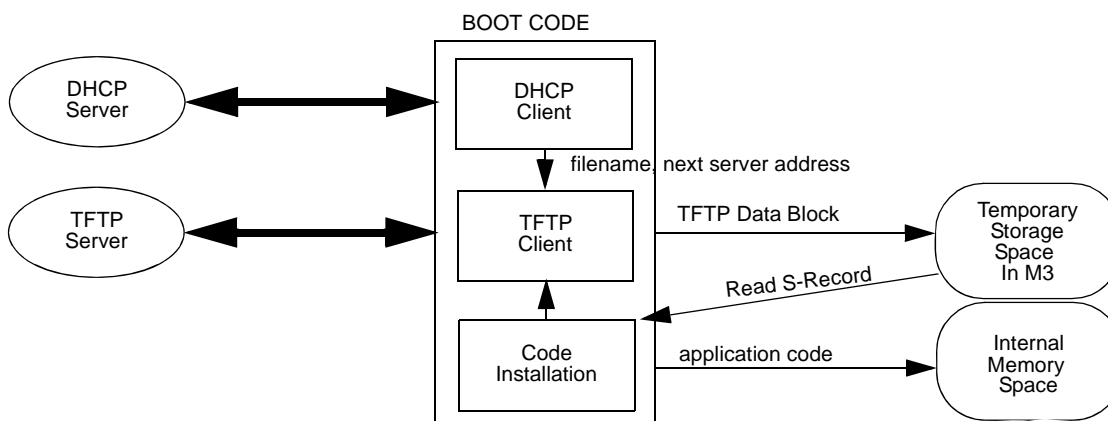 BOOT CODE
DHCP
Server
DHCP
Client
filename, next server address
TFTP
Server
TFTP
Client
TFTP Data Block
Temporary
Storage
Space
In M3
Read S-Record
Code
Installation
application code
Internal
Memory
Space